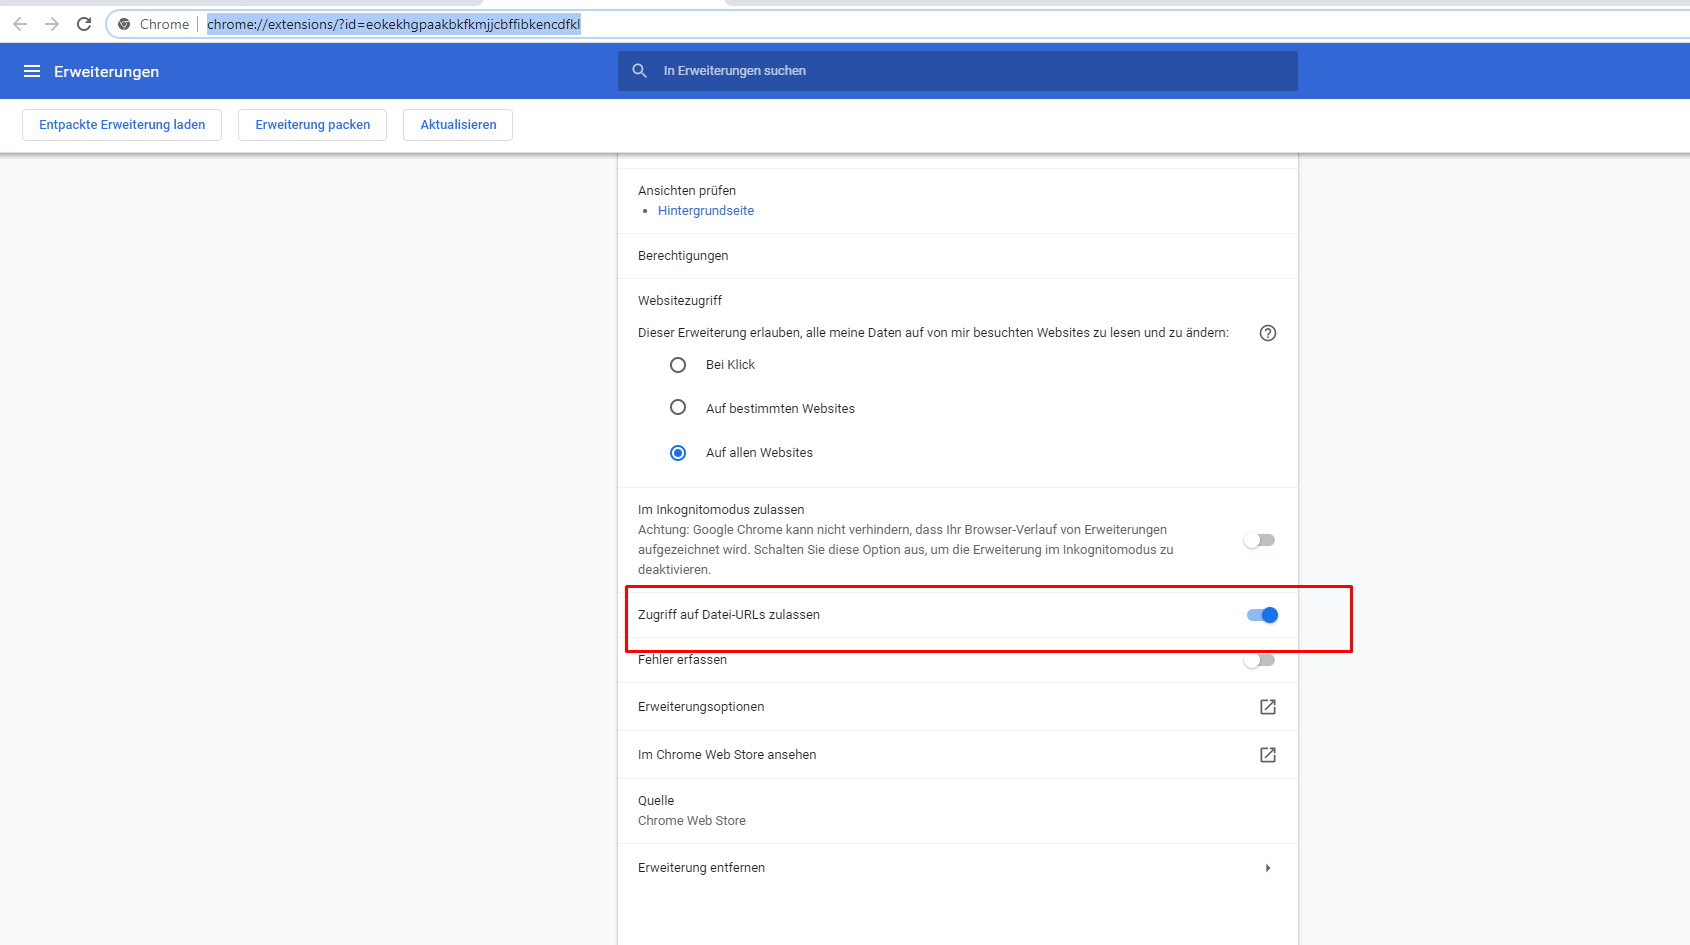 Chrome | chrome://extensions/?id=eokekhgpaakbkfkmjjcbffibkencdfkl
Erweiterungen
In Erweiterungen suchen
Entpackte Erweiterung laden
Erweiterung packen
Aktualisieren
Ansichten prüfen
• Hintergrundseite
Berechtigungen
Websitezugriff
Dieser Erweiterung erlauben, alle meine Daten auf von mir besuchten Websites zu lesen und zu ändern:
Bei Klick
Auf bestimmten Websites
Auf allen Websites
Im Inkognitomodus zulassen
Achtung: Google Chrome kann nicht verhindern, dass Ihr Browser-Verlauf von Erweiterungen
aufgezeichnet wird. Schalten Sie diese Option aus, um die Erweiterung im Inkognitomodus zu
deaktivieren.
Zugriff auf Datei-URLs zulassen
Fehler erfassen
Erweiterungsoptionen
Im Chrome Web Store ansehen
Quelle
Chrome Web Store
Erweiterung entfernen